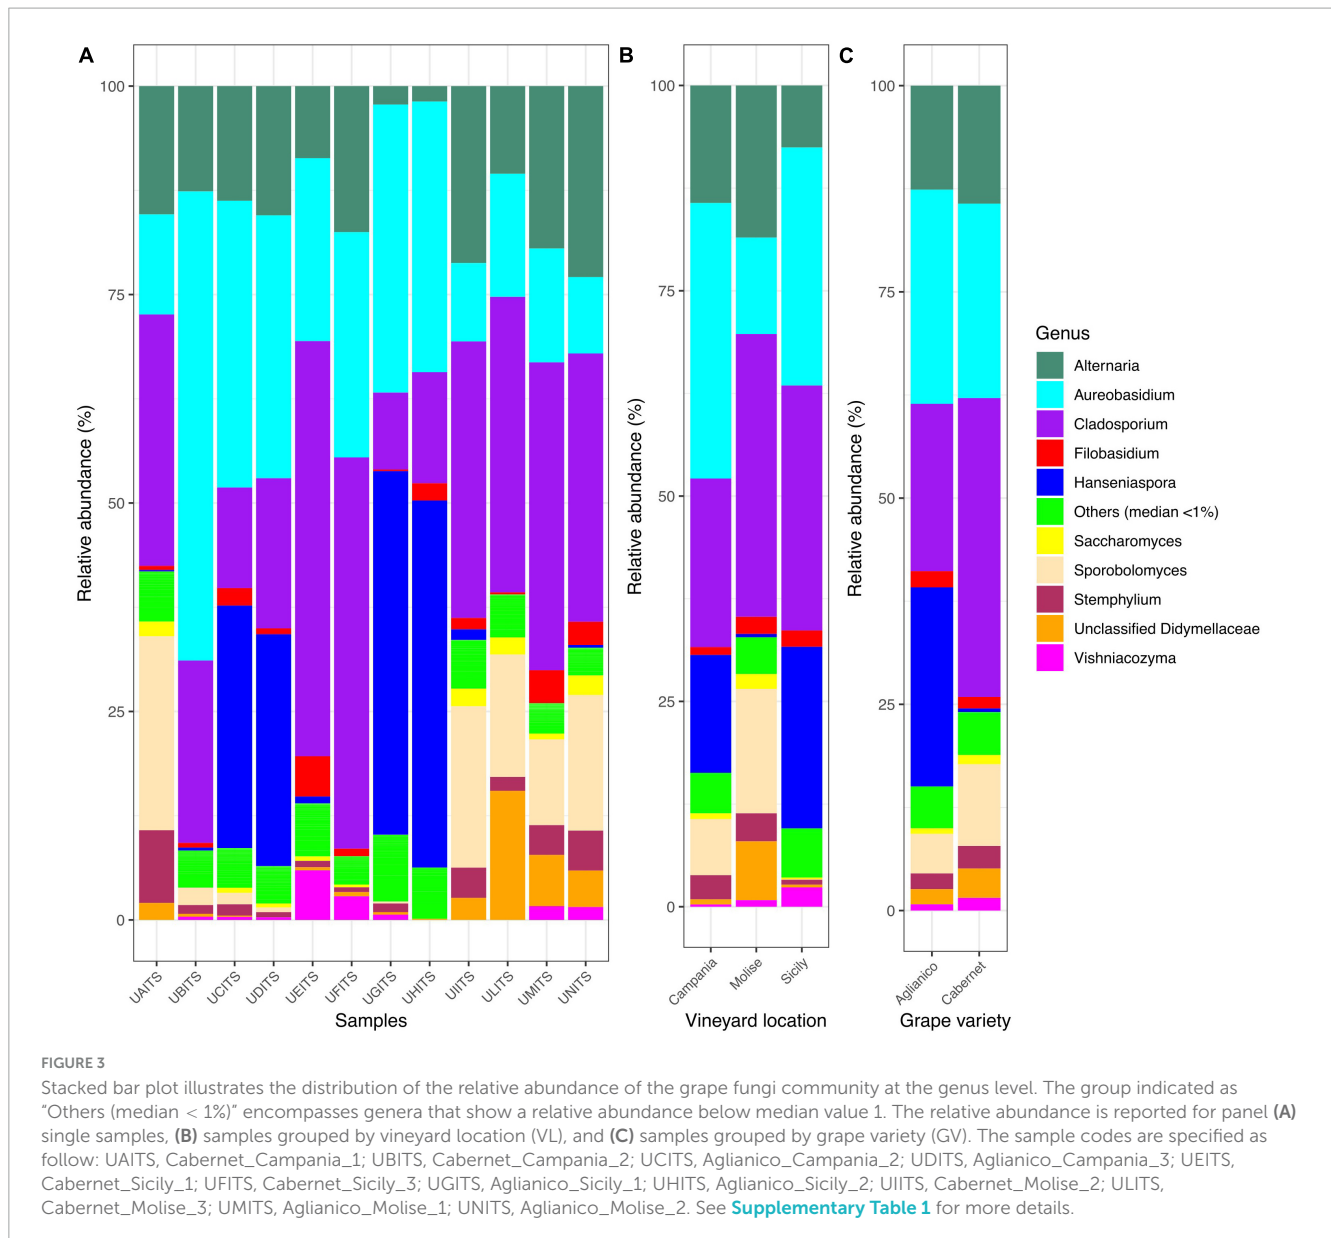 A
B
C
100
75
50
25
0
Relative abundance (%)
UAITS
UBITS
UCITS
UDITS
UEITS
UFITS
UGITS
UHITS
UIITS
ULITS
UMITS
UNITS
Samples
100
75
50
25
0
Relative abundance (%)
Campania
Molise
Sicily
Vineyard location
100
75
50
25
0
Relative abundance (%)
Aglianico
Cabernet
Grape variety
Genus
Alternaria
Aureobasidium
Cladosporium
Filobasidium
Hanseniaspora
Others (median <1%)
Saccharomyces
Sporobolomyces
Stemphylium
Unclassified Didymellaceae
Vishniacozyma
FIGURE 3
Stacked bar plot illustrates the distribution of the relative abundance of the grape fungi community at the genus level. The group indicated as
“Others (median < 1%)” encompasses genera that show a relative abundance below median value 1. The relative abundance is reported for panel (A)
single samples, (B) samples grouped by vineyard location (VL), and (C) samples grouped by grape variety (GV). The sample codes are specified as
follow: UAITS, Cabernet_Campania_1; UBITS, Cabernet_Campania_2; UCITS, Aglianico_Campania_2; UDITS, Aglianico_Campania_3; UEITS,
Cabernet_Sicily_1; UFITS, Cabernet_Sicily_3; UGITS, Aglianico_Sicily_1; UHITS, Aglianico_Sicily_2; UIITS, Cabernet_Molise_2; ULITS,
Cabernet_Molise_3; UMITS, Aglianico_Molise_1; UNITS, Aglianico_Molise_2. See Supplementary Table 1 for more details.